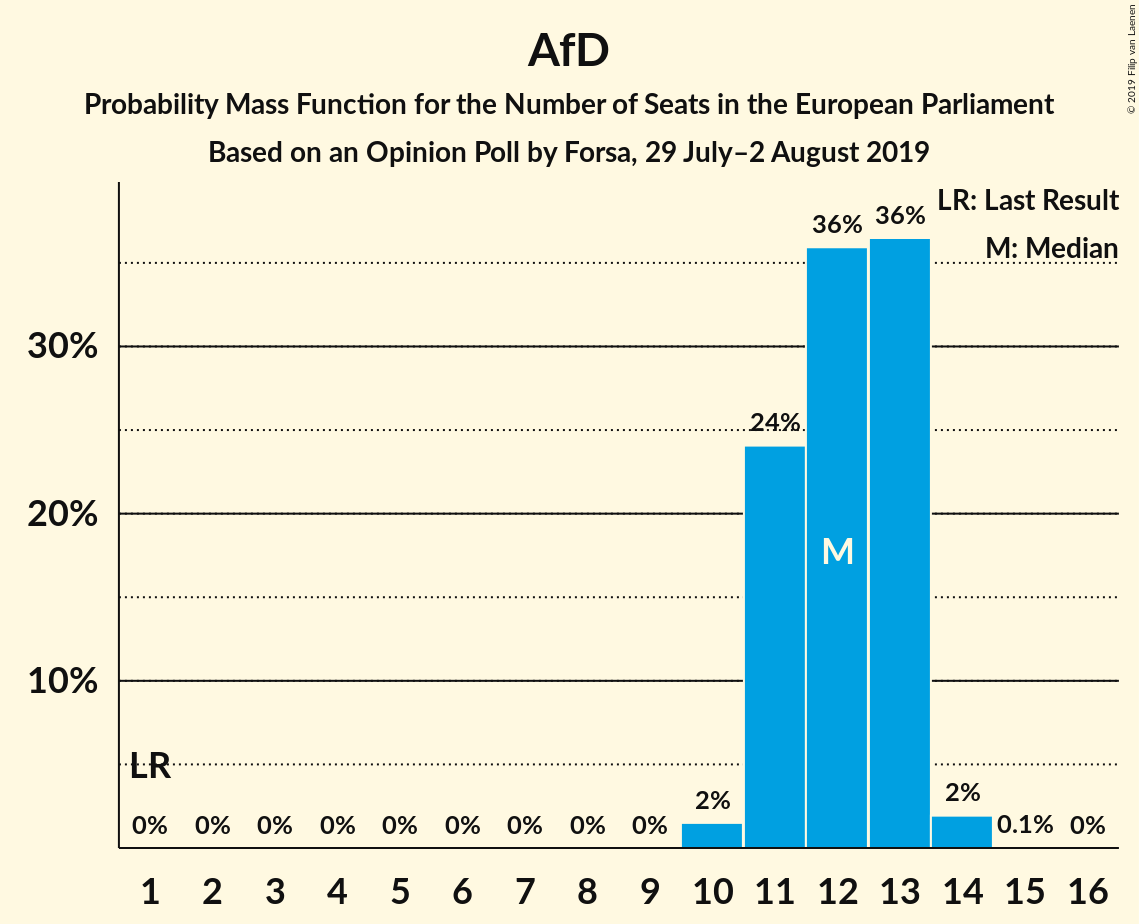 AfD
Probability Mass Function for the Number of Seats in the European Parliament
Based on an Opinion Poll by Forsa, 29 July–2 August 2019
© 2019 Filip van Laenen
LR: Last Result
M: Median
36% 36%
30%
24%
20%
M
10%
LR
0% 0% 0% 0% 0% 0% 0% 0% 0% 2% 2% 0.1% 0%
1 2 3 4 5 6 7 8 9 10 11 12 13 14 15 16